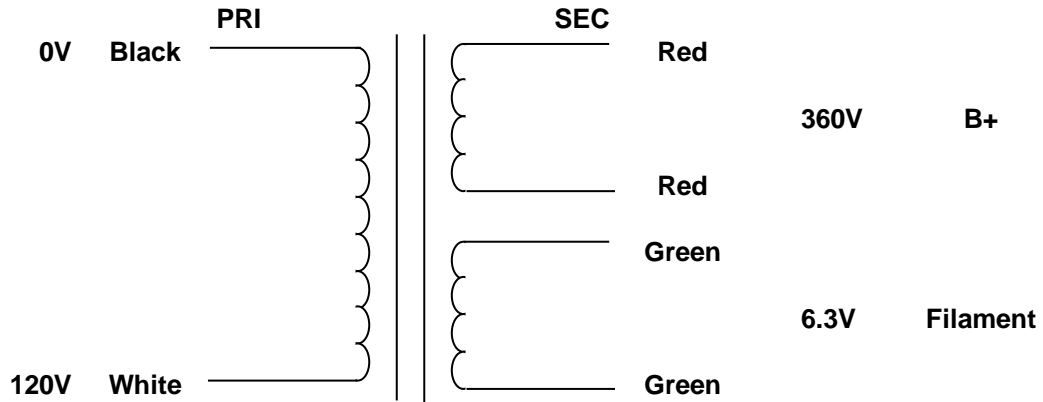 PRI SEC
0V Black Red
360V B+
Red
Green
6.3V Filament
120V White Green